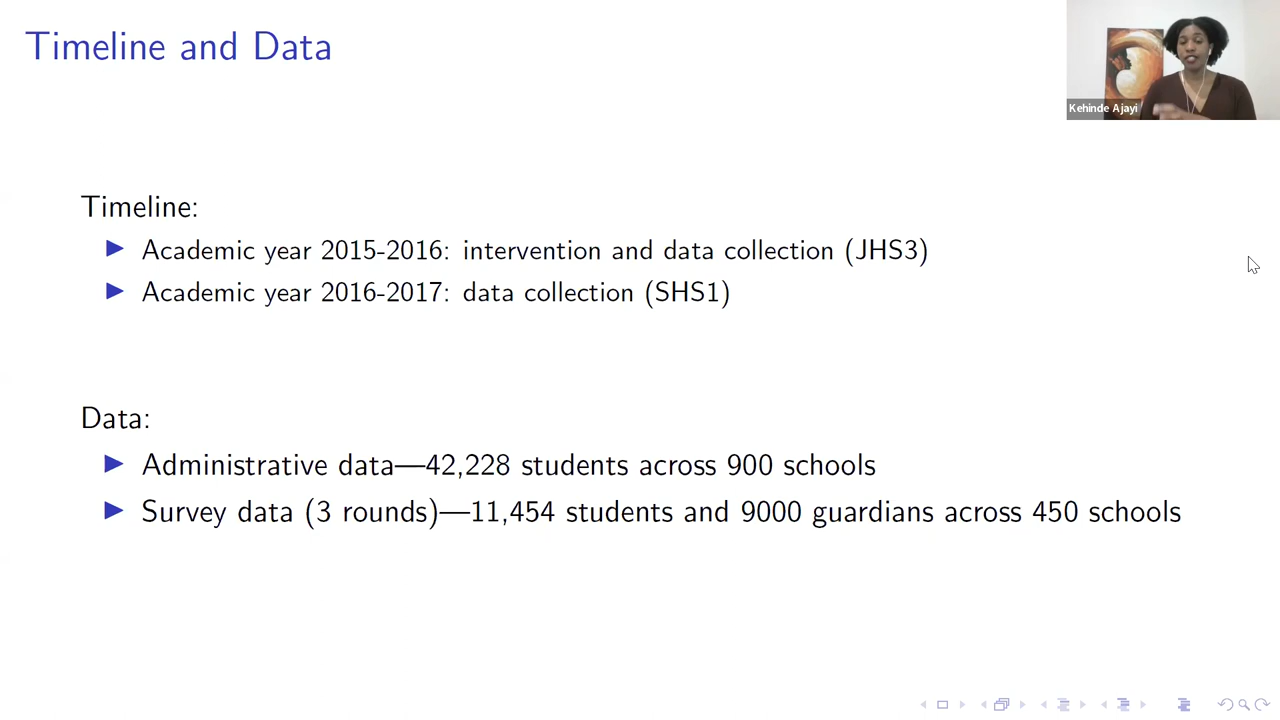 Timeline and Data
Kehinde Ajayi
Timeline:
Academic year 2015-2016: intervention and data collection (JHS3)
Academic year 2016-2017: data collection (SHS1)
Data:
Administrative data—42,228 students across 900 schools
Survey data (3 rounds)—11,454 students and 9000 guardians across 450 schools